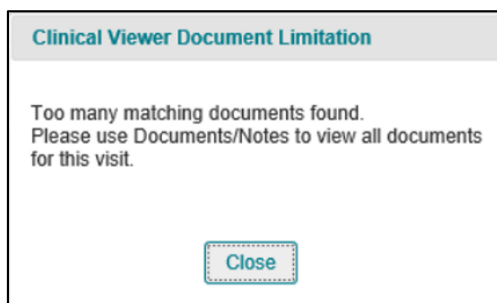 Clinical Viewer Document Limitation
Too many matching documents found.
Please use Documents/Notes to view all documents
for this visit.
Close